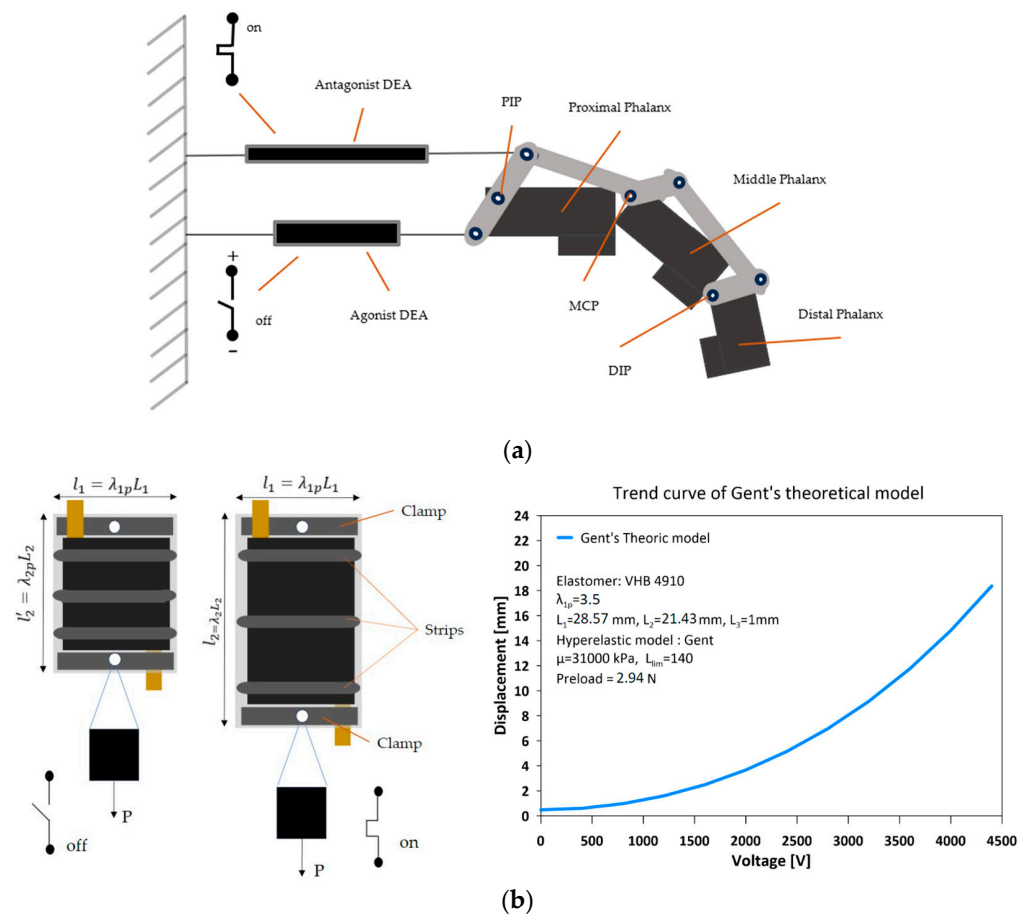 on
Antagonist DEA
PIP
Proximal Phalanx
Middle Phalanx
+
off
−
Agonist DEA
MCP
DIP
Distal Phalanx
(a)
l₁ = λ₁ₚL₁
l₁ = λ₁ₚL₁
Clamp
l₂′ = λ₂ₚL₂
l₂=λ₂L₂
Strips
Clamp
P
off
P
on
Trend curve of Gent's theoretical model
Displacement [mm]
24
22
20
18
16
14
12
10
8
6
4
2
0
Gent's Theoric model
Elastomer: VHB 4910
λ₁ₚ=3.5
L₁=28.57 mm, L₂=21.43 mm, L₃=1mm
Hyperelastic model : Gent
μ=31000 kPa, Lₗᵢₘ=140
Preload = 2.94 N
0 500 1000 1500 2000 2500 3000 3500 4000 4500
Voltage [V]
(b)